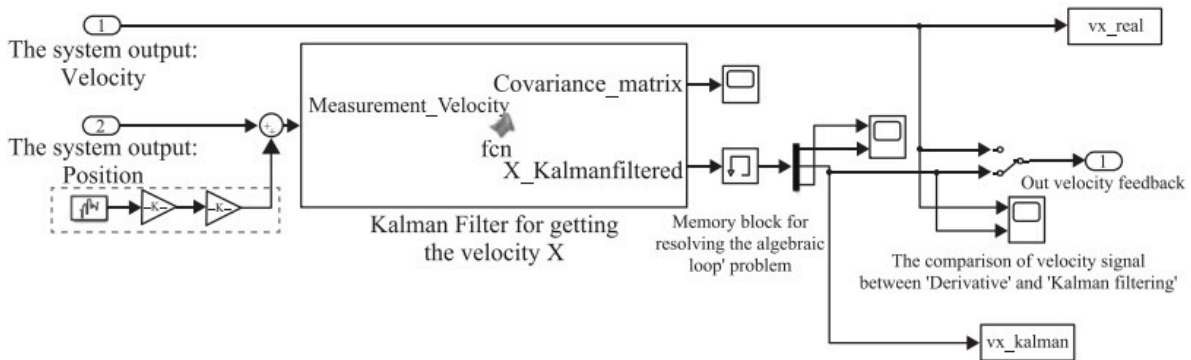 1
The system output:
Velocity
2
The system output:
Position
-K-
-K-
Measurement_Velocity
fcn
Covariance_matrix
X_Kalmanfiltered
Kalman Filter for getting
the velocity X
Memory block for
resolving the algebraic
loop' problem
vx_real
1
Out velocity feedback
The comparison of velocity signal
between 'Derivative' and 'Kalman filtering'
vx_kalman